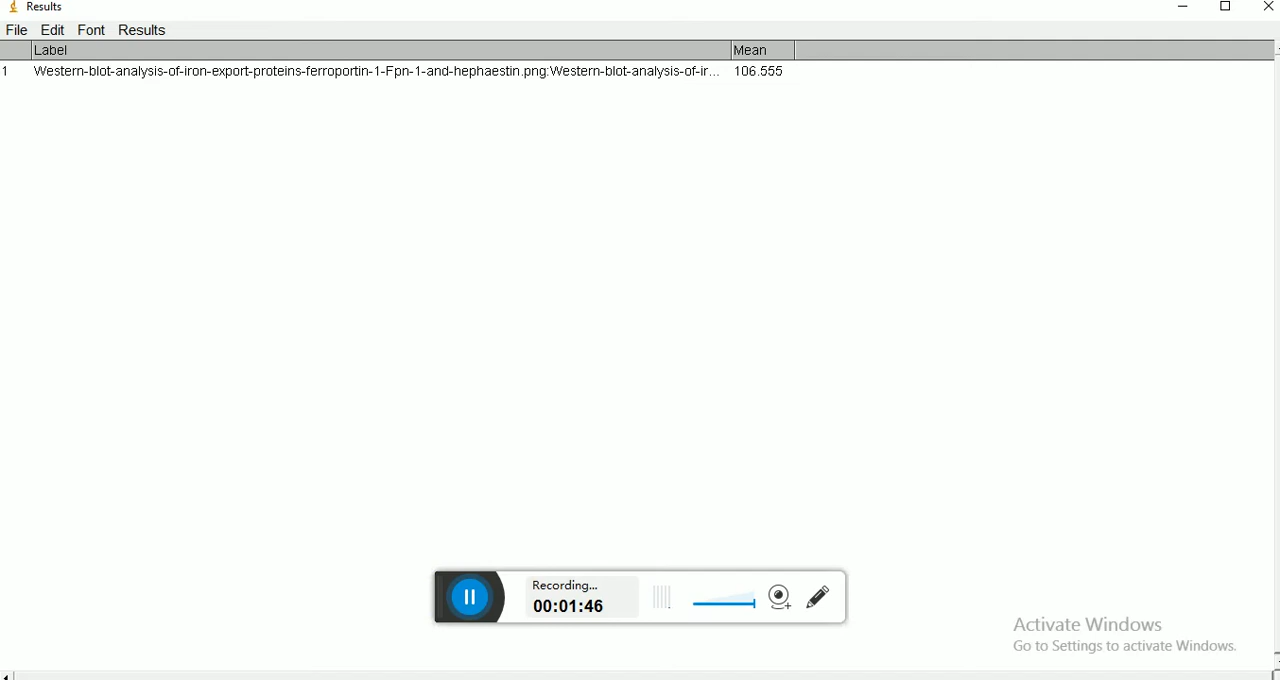 Results
File Edit Font Results
Label Mean
1 Western-blot-analysis-of-iron-export-proteins-ferroportin-1-Fpn-1-and-hephaestin.png:Western-blot-analysis-of-ir... 106.555
Recording...
00:01:46
Activate Windows
Go to Settings to activate Windows.